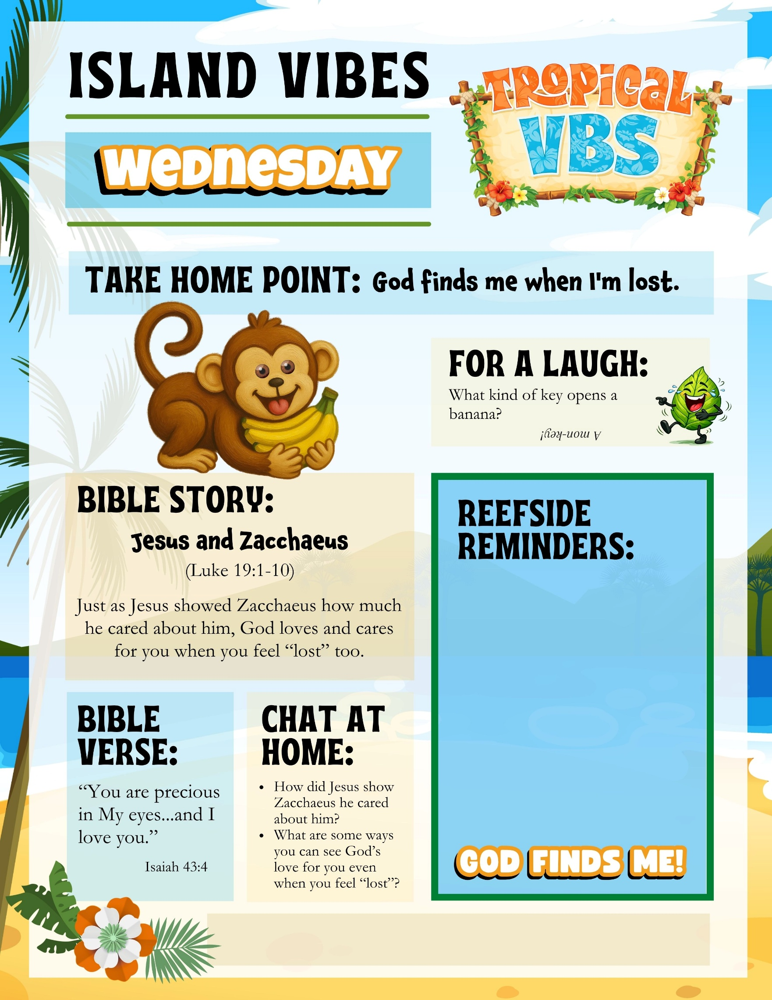 ISLAND VIBES
WEDNESDAY
TROPICAL
VBS
TAKE HOME POINT: God finds me when I'm lost.
FOR A LAUGH:
What kind of key opens a
banana?
A mon-key!
BIBLE STORY:
Jesus and Zacchaeus
(Luke 19:1-10)
Just as Jesus showed Zacchaeus how much
he cared about him, God loves and cares
for you when you feel “lost” too.
BIBLE
VERSE:
“You are precious
in My eyes...and I
love you.”
Isaiah 43:4
CHAT AT
HOME:
• How did Jesus show
Zacchaeus he cared
about him?
• What are some ways
you can see God’s
love for you even
when you feel “lost”?
REEFSIDE
REMINDERS:
GOD FINDS ME!